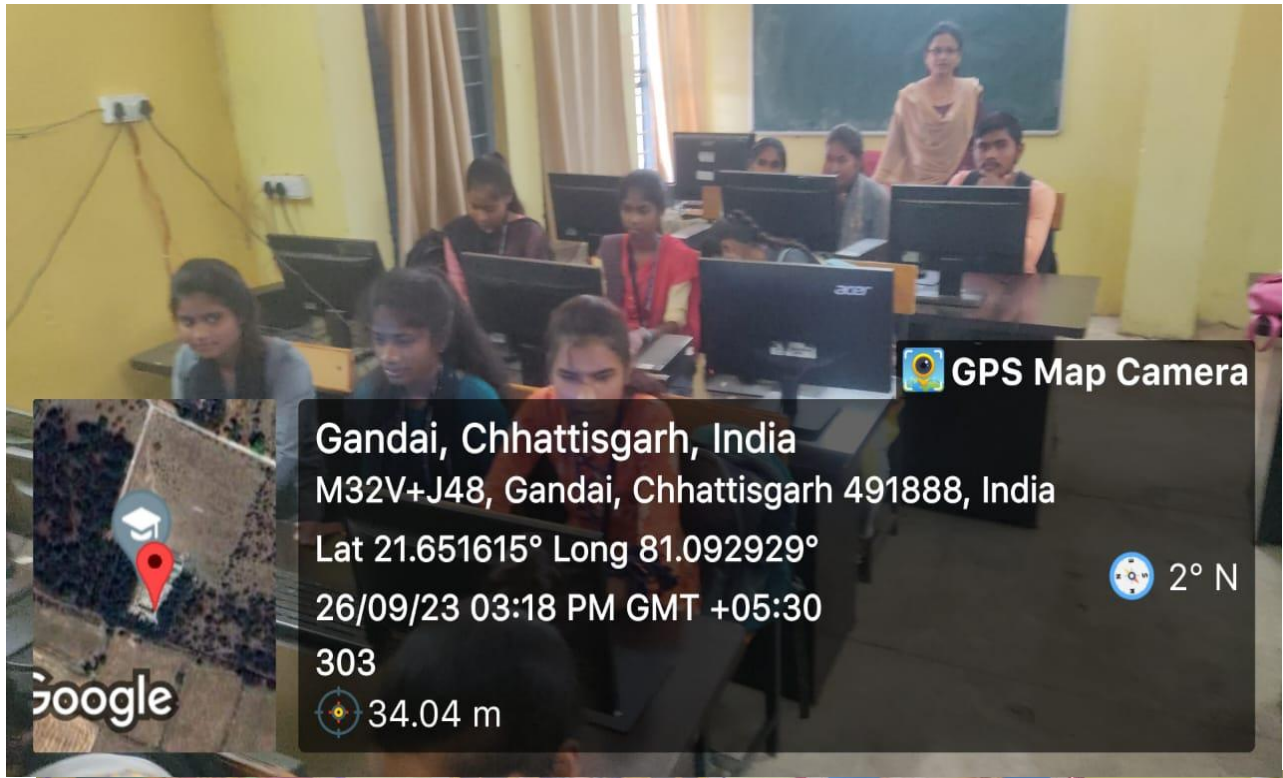 acer
GPS Map Camera
Gandai, Chhattisgarh, India
M32V+J48, Gandai, Chhattisgarh 491888, India
Lat 21.651615° Long 81.092929°
26/09/23 03:18 PM GMT +05:30
303
34.04 m
2° N
Google